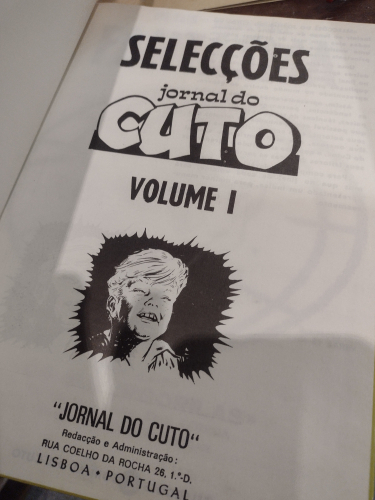 SELECÇÕES
jornal do
CUTO
VOLUME I
"JORNAL DO CUTO"
Redacção e Administração:
RUA COELHO DA ROCHA 26, 1.º-D.
LISBOA • PORTUGAL